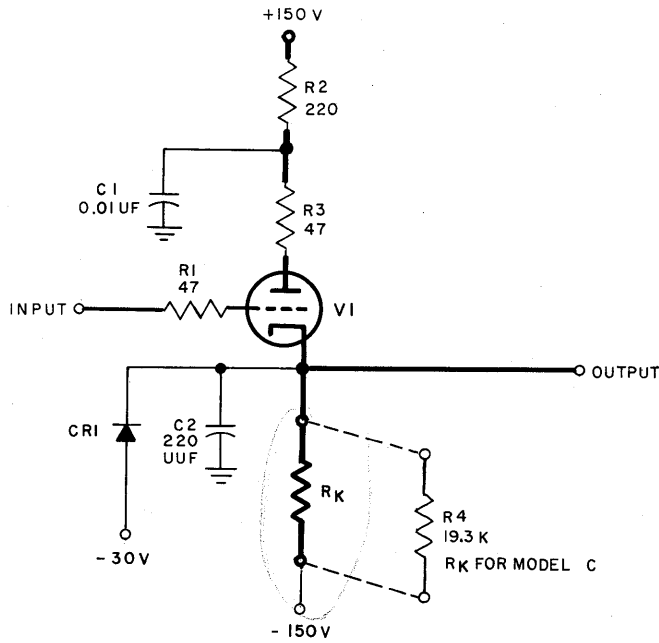 +150 V
R2
220
C1
0.01UF
R3
47
R1
47
INPUT
V1
OUTPUT
CR1
C2
220
UUF
RK
R4
19.3 K
RK FOR MODEL C
-30V
-150V